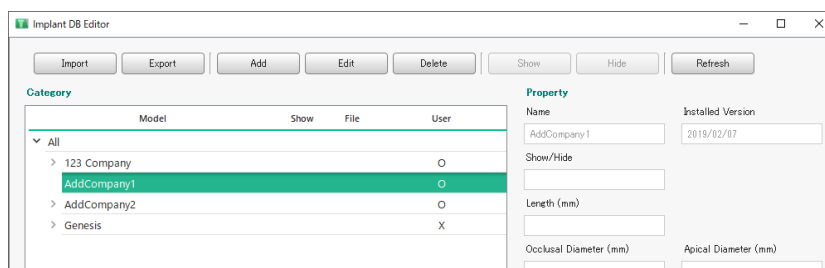 Implant DB Editor
Import Export Add Edit Delete Show Hide Refresh
Category
Model Show File User
All
123 Company O
AddCompany1 O
AddCompany2 O
Genesis X
Property
Name Installed Version
AddCompany1 2019/02/07
Show/Hide
Length (mm)
Occlusal Diameter (mm) Apical Diameter (mm)